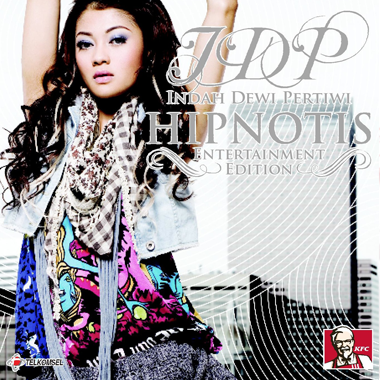 IDP
INDAH DEWI PERTIWI
HIPNOTIS
ENTERTAINMENT
EDITION
TELKOMSEL
KFC